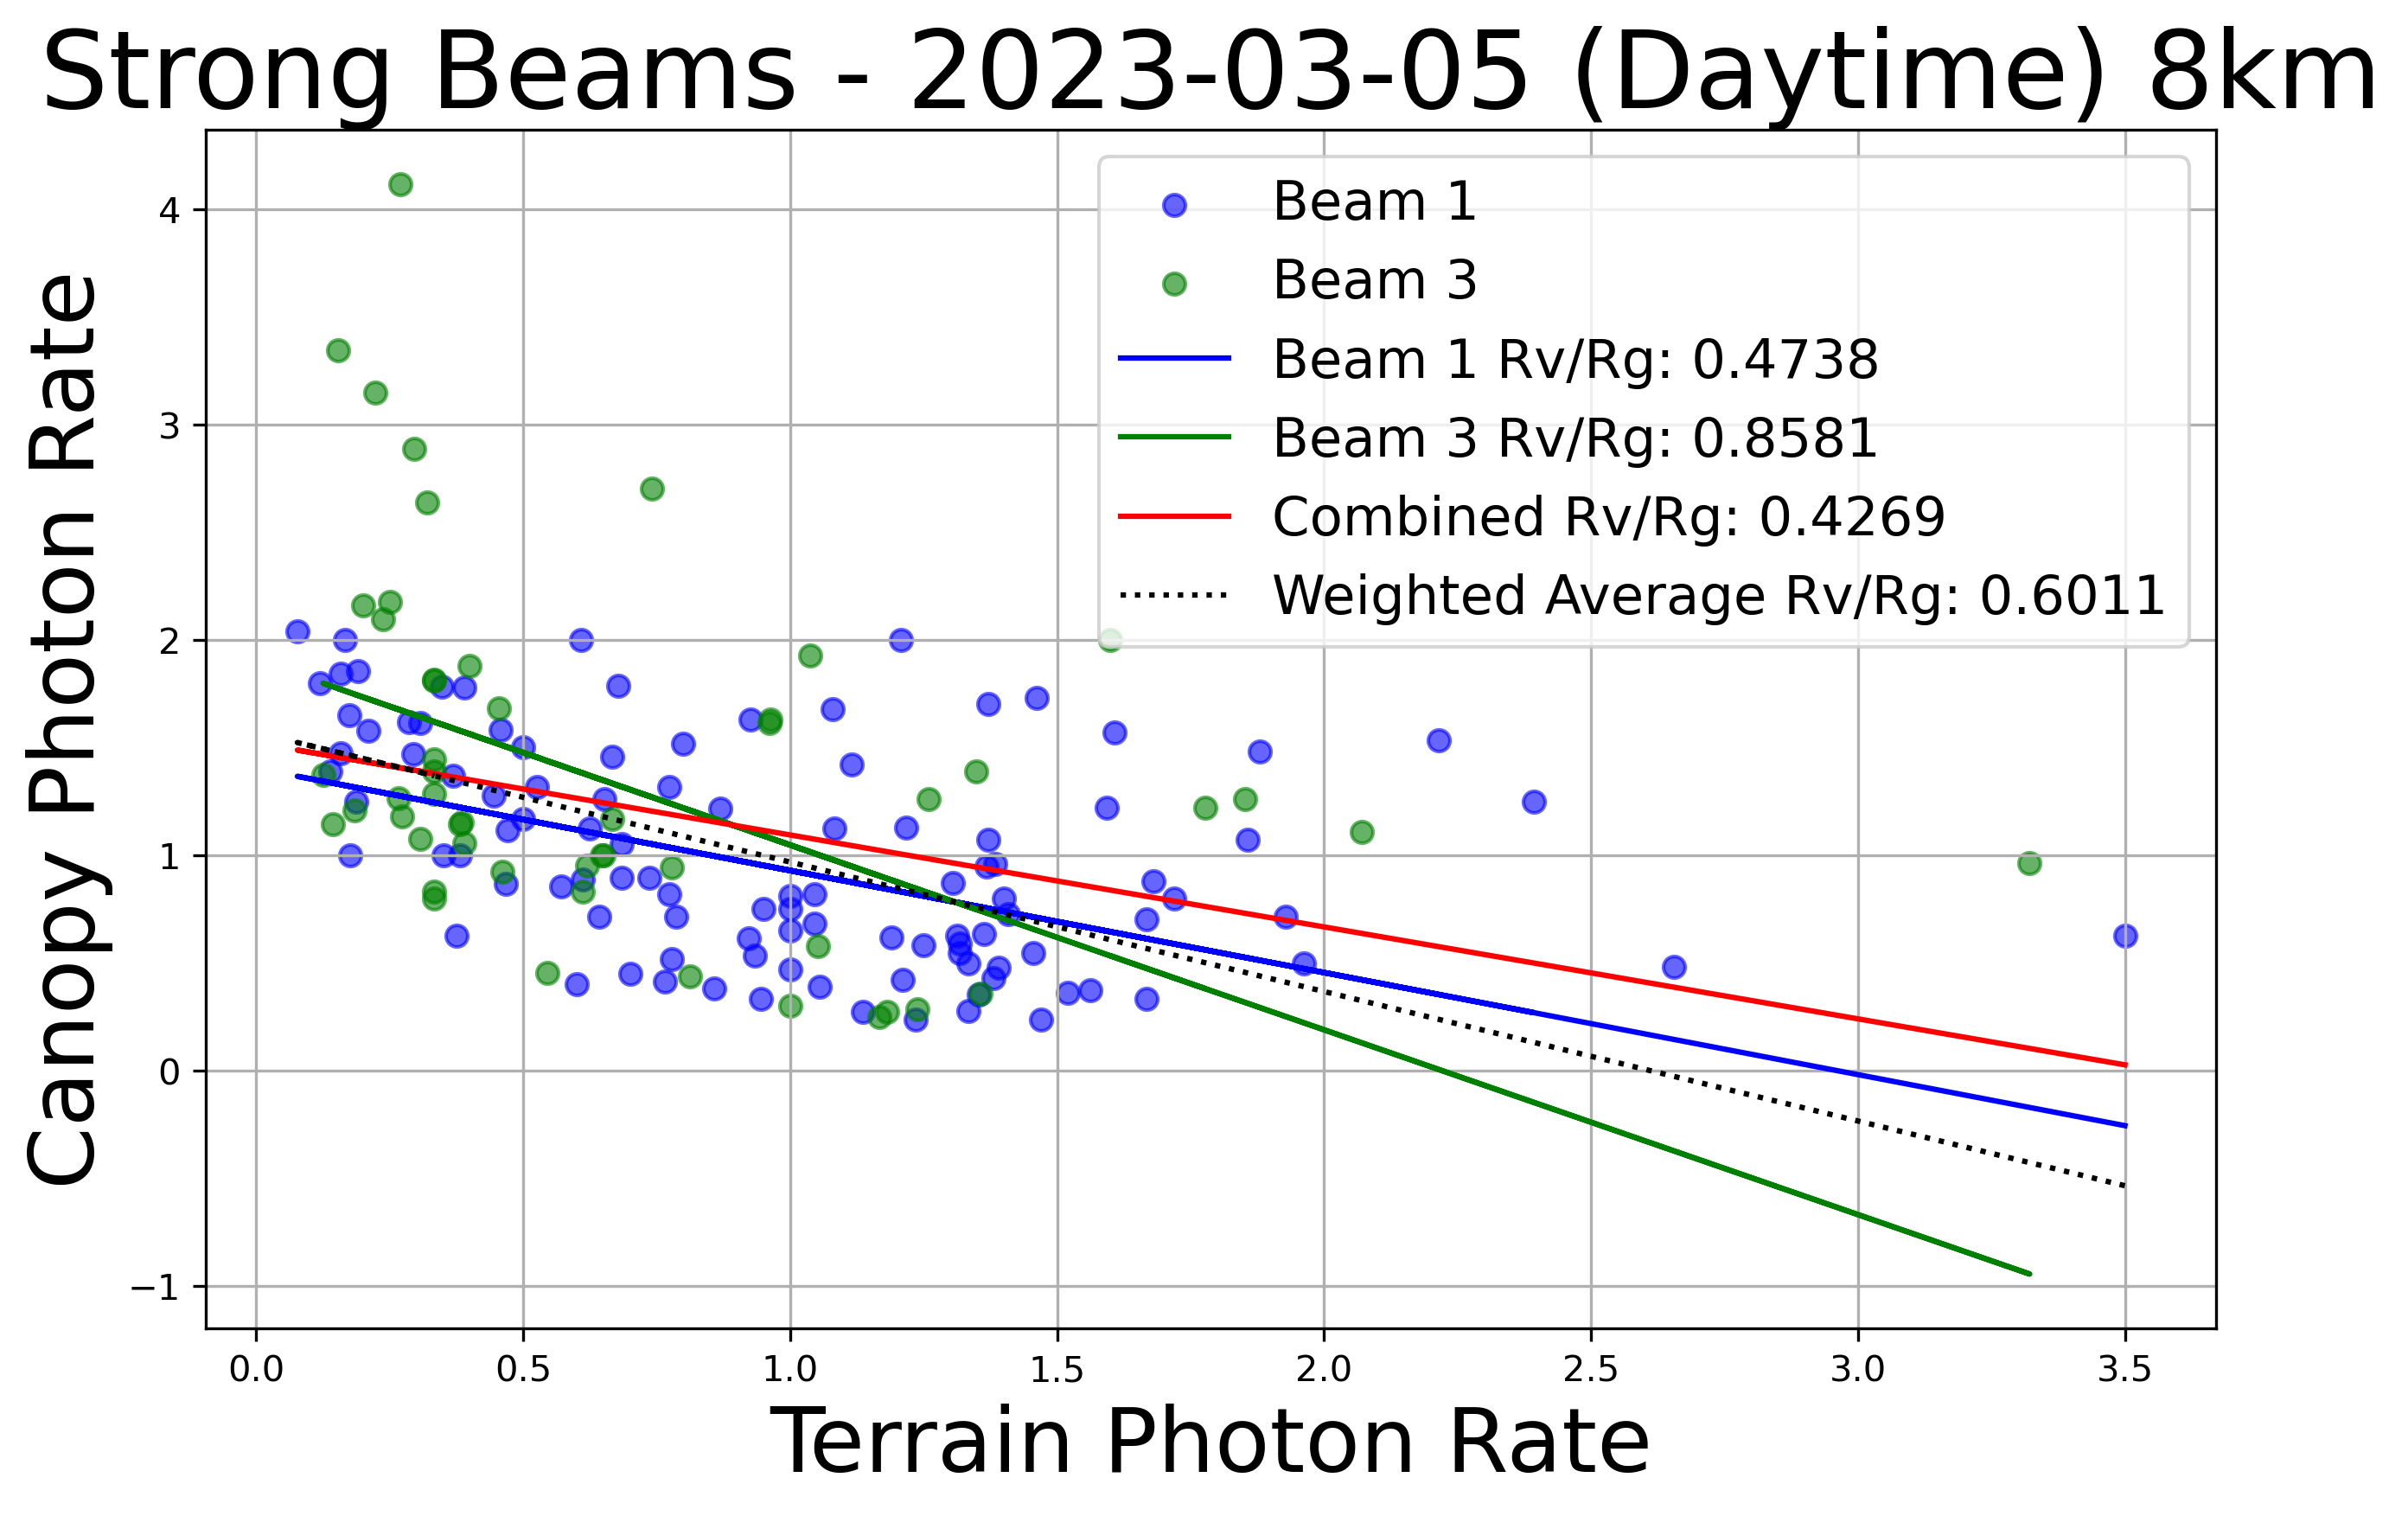 Strong Beams - 2023-03-05 (Daytime) 8km
Canopy Photon Rate
4
3
2
1
0
−1
Beam 1
Beam 3
Beam 1 Rv/Rg: 0.4738
Beam 3 Rv/Rg: 0.8581
Combined Rv/Rg: 0.4269
Weighted Average Rv/Rg: 0.6011
0.0 0.5 1.0 1.5 2.0 2.5 3.0 3.5
Terrain Photon Rate